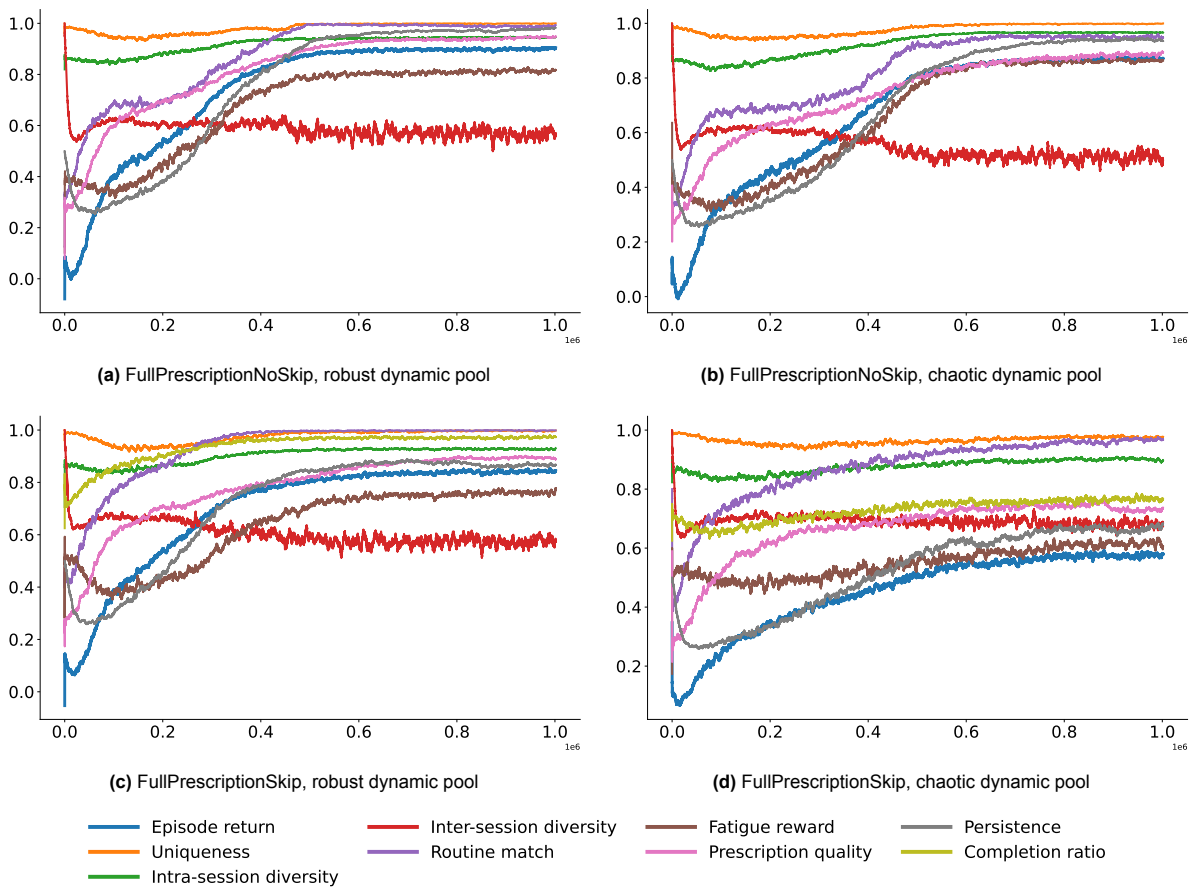 1.0
0.8
0.6
0.4
0.2
0.0
0.0 0.2 0.4 0.6 0.8 1.0
1e6
(a) FullPrescriptionNoSkip, robust dynamic pool
1.0
0.8
0.6
0.4
0.2
0.0
0.0 0.2 0.4 0.6 0.8 1.0
1e6
(b) FullPrescriptionNoSkip, chaotic dynamic pool
1.0
0.8
0.6
0.4
0.2
0.0
0.0 0.2 0.4 0.6 0.8 1.0
1e6
(c) FullPrescriptionSkip, robust dynamic pool
1.0
0.8
0.6
0.4
0.2
0.0 0.2 0.4 0.6 0.8 1.0
1e6
(d) FullPrescriptionSkip, chaotic dynamic pool
Episode return
Uniqueness
Intra-session diversity
Inter-session diversity
Routine match
Fatigue reward
Prescription quality
Persistence
Completion ratio